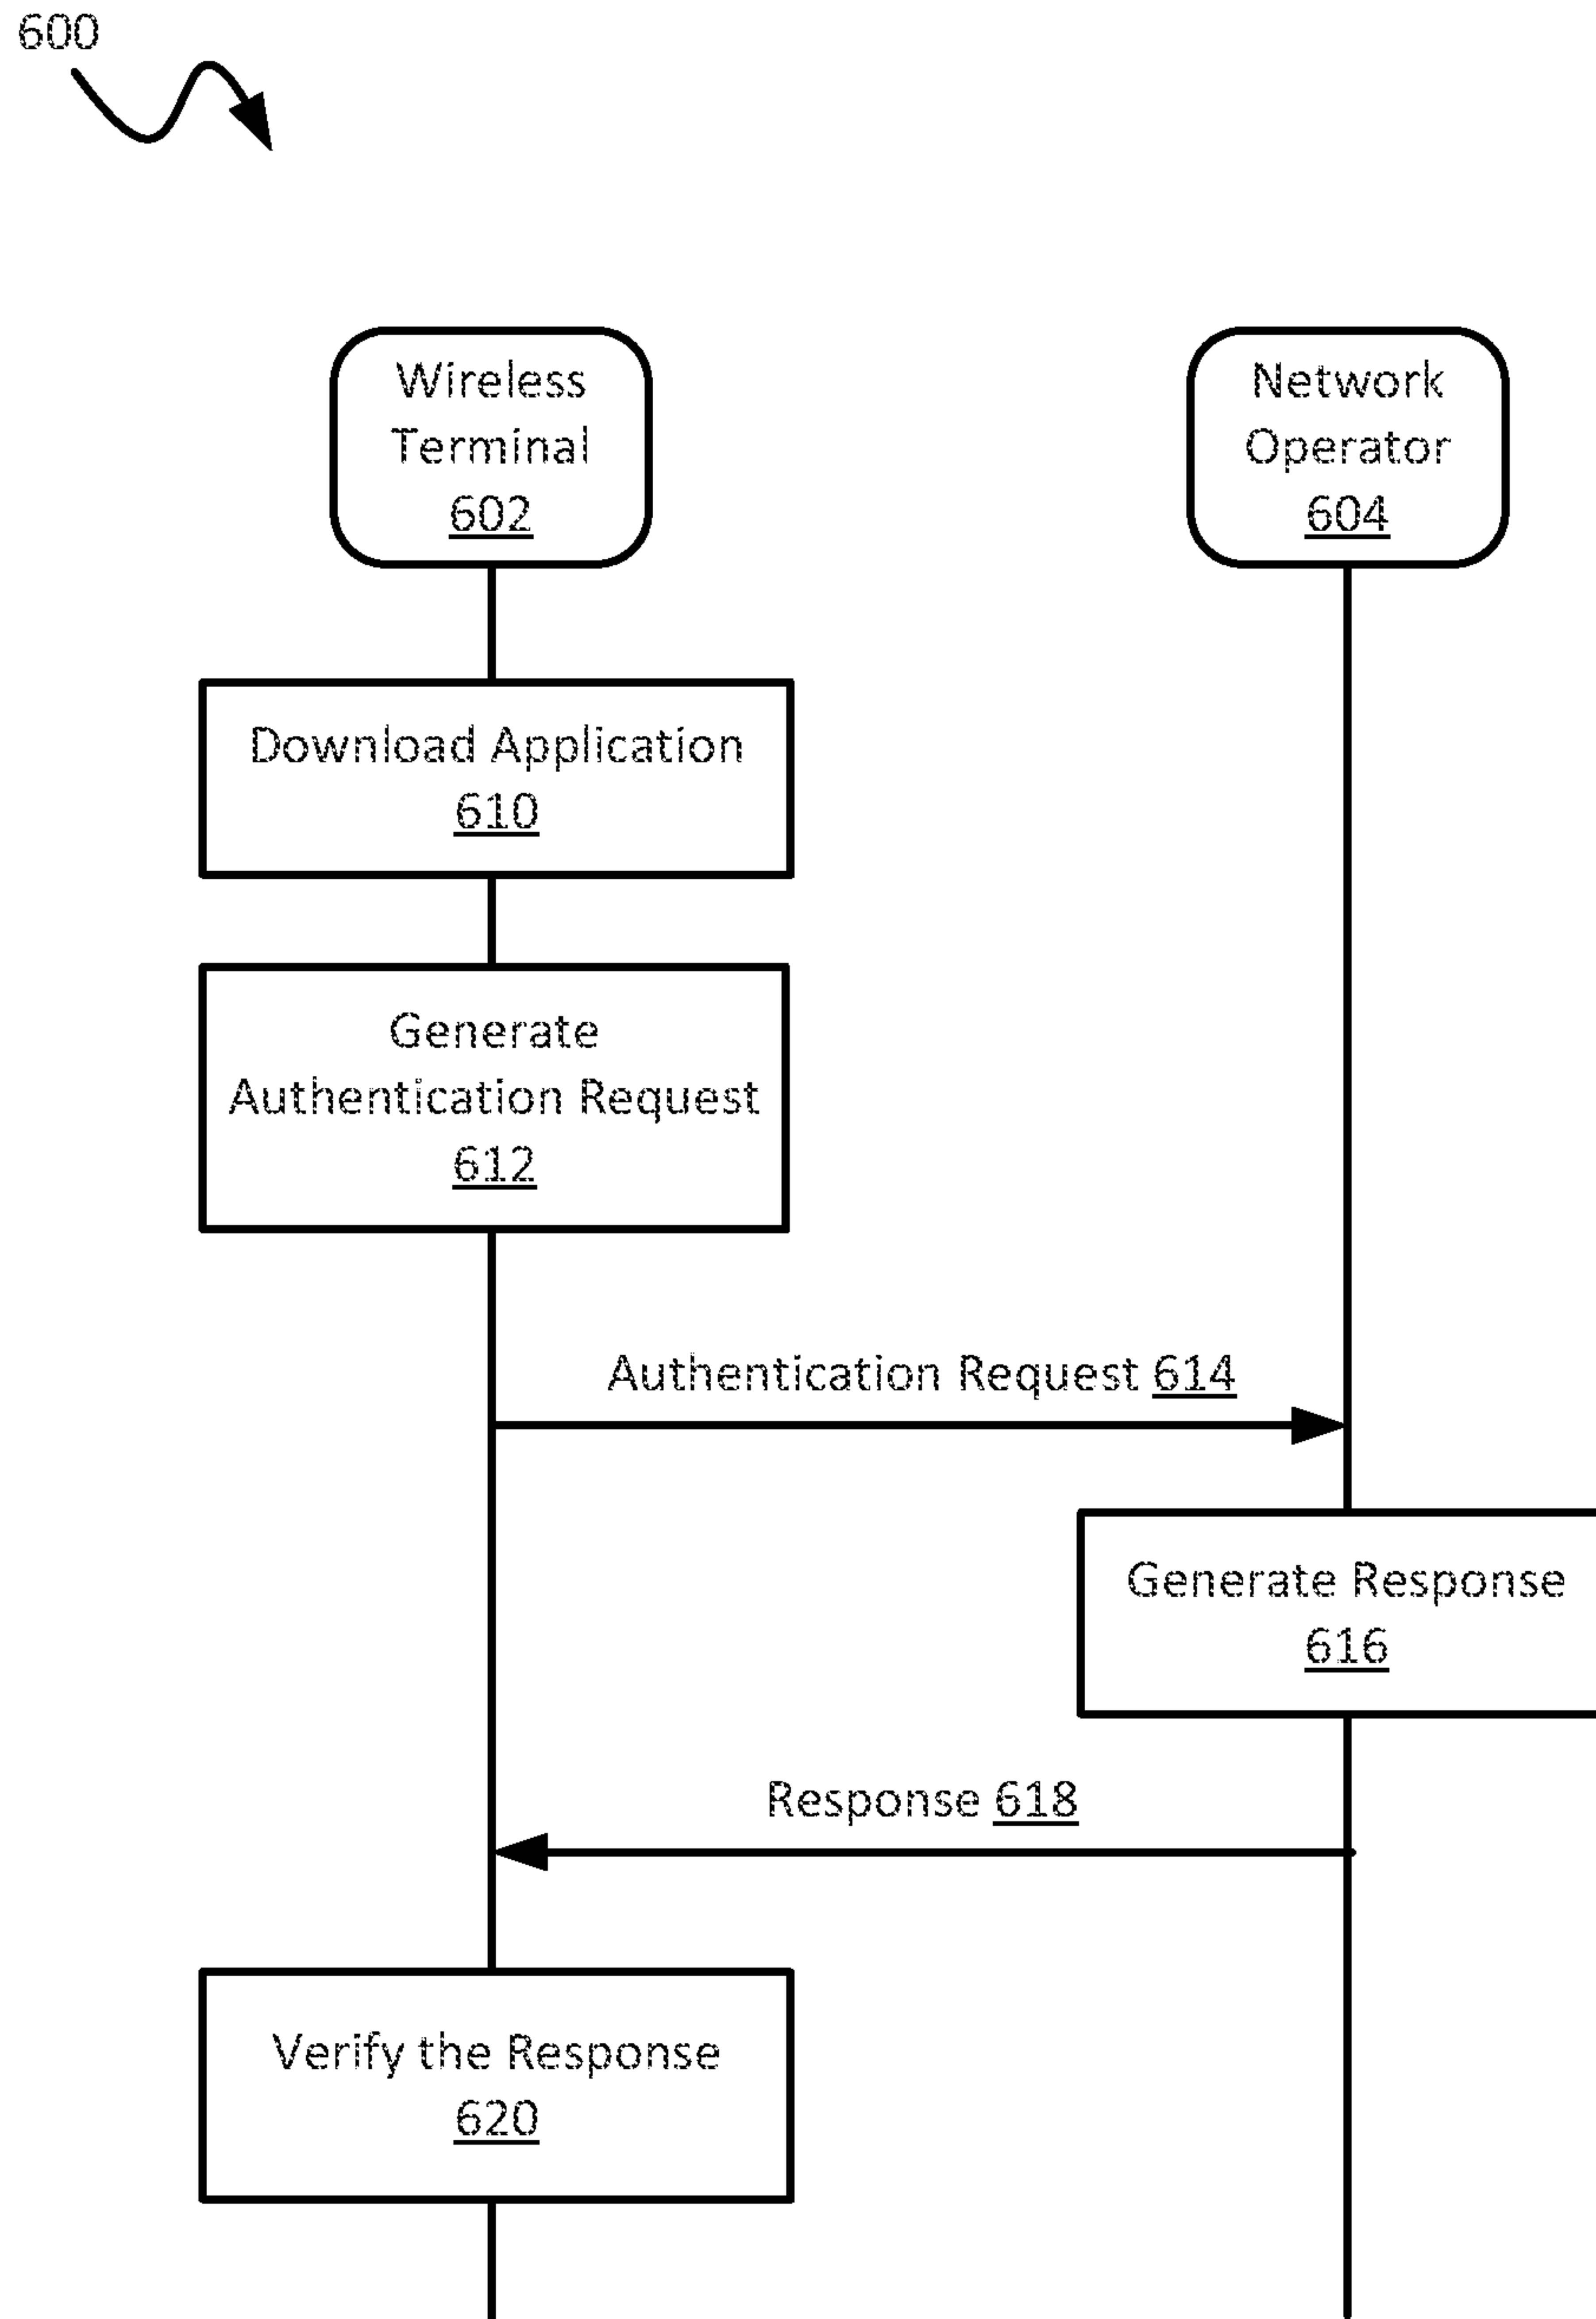 600
Wireless
Terminal
602
Network
Operator
604
Download Application
610
Generate
Authentication Request
612
Authentication Request 614
Generate Response
616
Response 618
Verify the Response
620